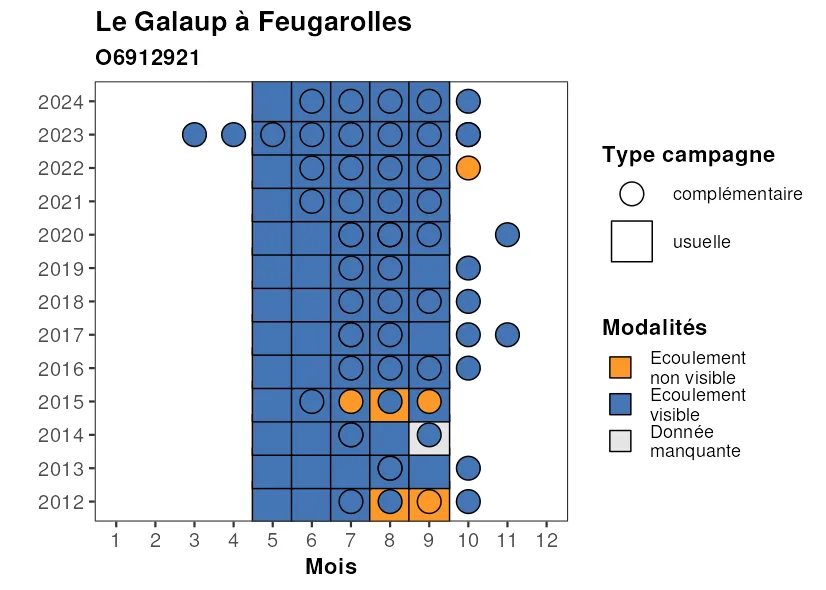 Le Galaup à Feugarolles
O6912921
2024
2023
2022
2021
2020
2019
2018
2017
2016
2015
2014
2013
2012
1 2 3 4 5 6 7 8 9 10 11 12
Mois
Type campagne
complémentaire
usuelle
Modalités
Ecoulement
non visible
Ecoulement
visible
Donnée
manquante